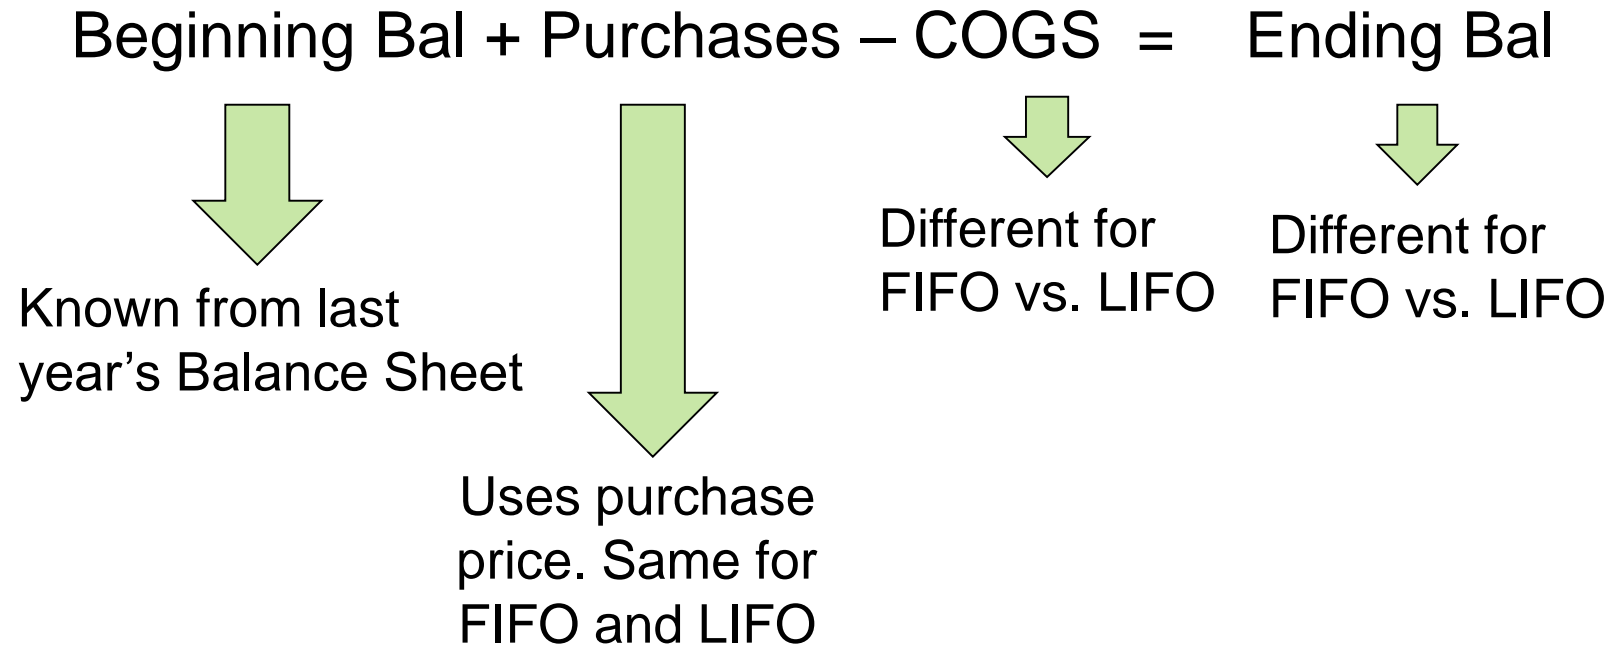 Beginning Bal + Purchases – COGS = Ending Bal
Known from last
year’s Balance Sheet
Uses purchase
price. Same for
FIFO and LIFO
Different for
FIFO vs. LIFO
Different for
FIFO vs. LIFO